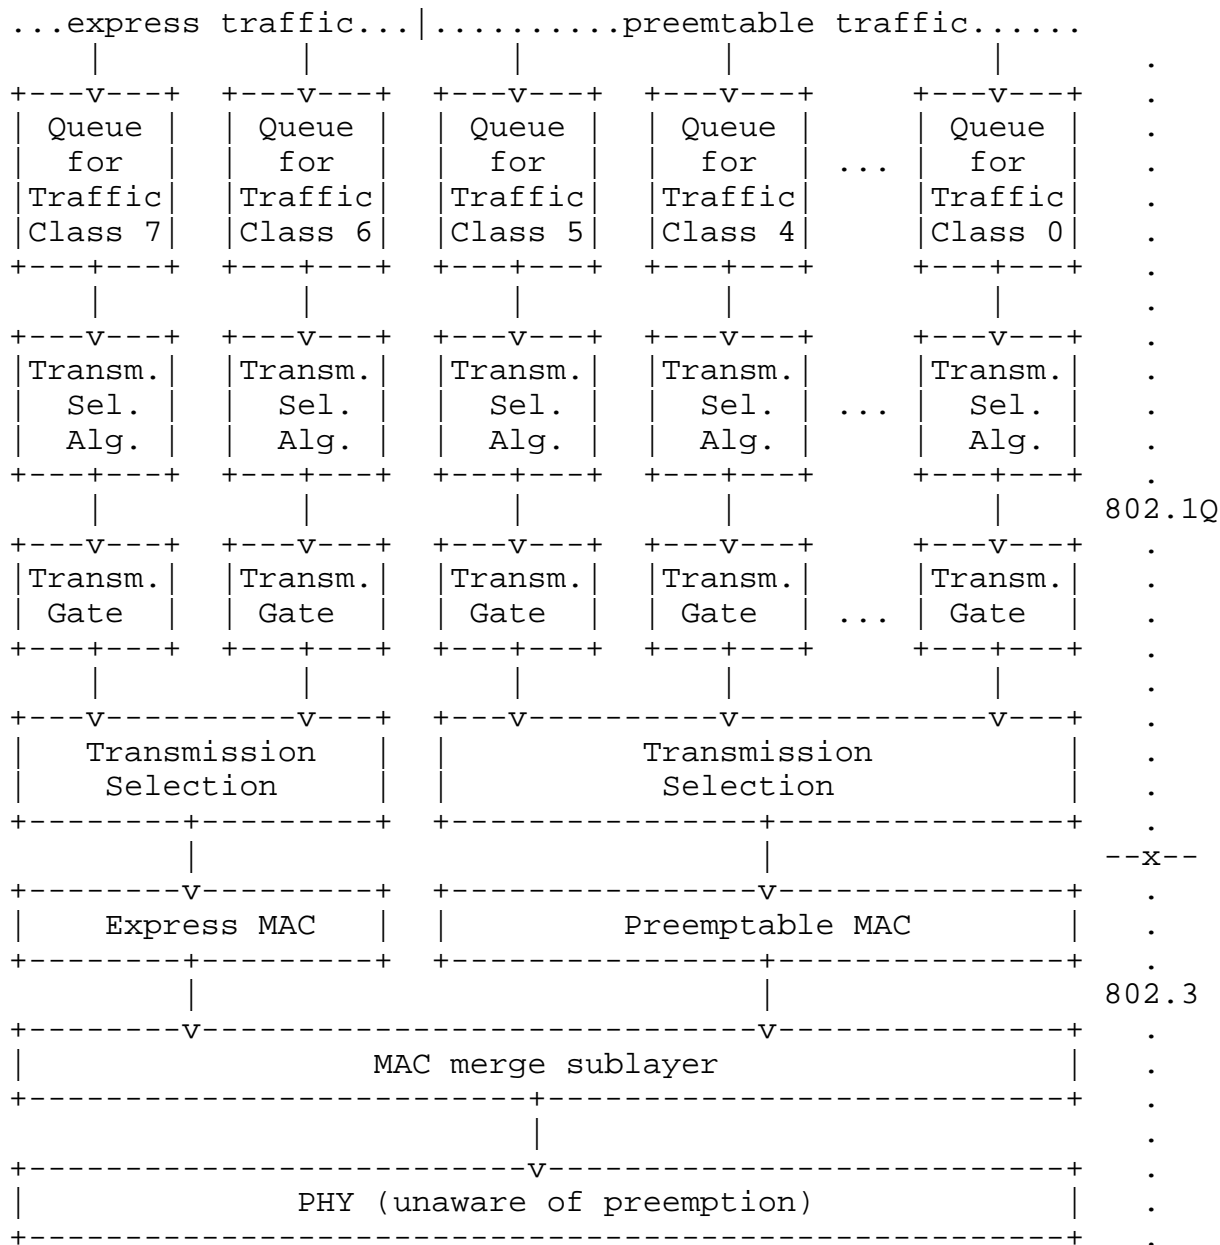 ...express traffic...|..........preemtable traffic......
| | | | | .
+---v---+ +---v---+ +---v---+ +---v---+ +---v---+ .
| Queue | | Queue | | Queue | | Queue | | Queue | .
| for | | for | | for | | for | ... | for | .
|Traffic| |Traffic| |Traffic| |Traffic| |Traffic| .
|Class 7| |Class 6| |Class 5| |Class 4| |Class 0| .
+---+---+ +---+---+ +---+---+ +---+---+ +---+---+ .
| | | | | .
+---v---+ +---v---+ +---v---+ +---v---+ +---v---+ .
|Transm.| |Transm.| |Transm.| |Transm.| |Transm.| .
| Sel. | | Sel. | | Sel. | | Sel. | ... | Sel. | .
| Alg. | | Alg. | | Alg. | | Alg. | | Alg. | .
+---+---+ +---+---+ +---+---+ +---+---+ +---+---+ .
| | | | | 802.1Q
+---v---+ +---v---+ +---v---+ +---v---+ +---v---+ .
|Transm.| |Transm.| |Transm.| |Transm.| |Transm.| .
| Gate | | Gate | | Gate | | Gate | ... | Gate | .
+---+---+ +---+---+ +---+---+ +---+---+ +---+---+ .
| | | | | .
+---v----------v---+ +---v----------v-------------v---+ .
| Transmission | | Transmission | .
| Selection | | Selection | .
+--------+---------+ +----------------+---------------+ .
| | --x--
+--------v---------+ +----------------v---------------+ .
| Express MAC | | Preemptable MAC | .
+--------+---------+ +----------------+---------------+ .
| | 802.3
+--------v-----------------------------v---------------+ .
| MAC merge sublayer | .
+--------------------------+---------------------------+ .
| .
+--------------------------v---------------------------+ .
| PHY (unaware of preemption) | .
+------------------------------------------------------+ .